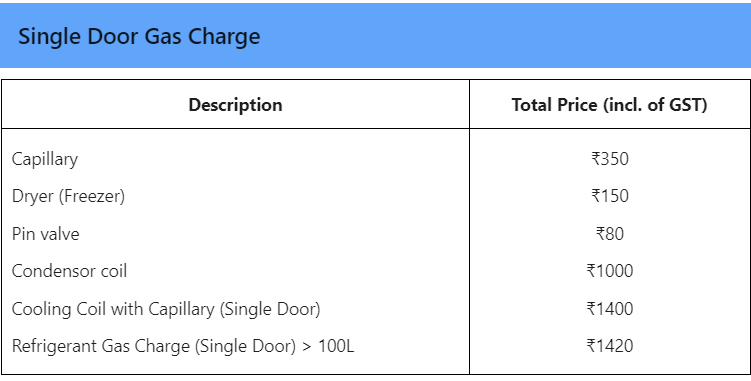 Single Door Gas Charge
Description Total Price (incl. of GST)
Capillary ₹350
Dryer (Freezer) ₹150
Pin valve ₹80
Condensor coil ₹1000
Cooling Coil with Capillary (Single Door) ₹1400
Refrigerant Gas Charge (Single Door) > 100L ₹1420